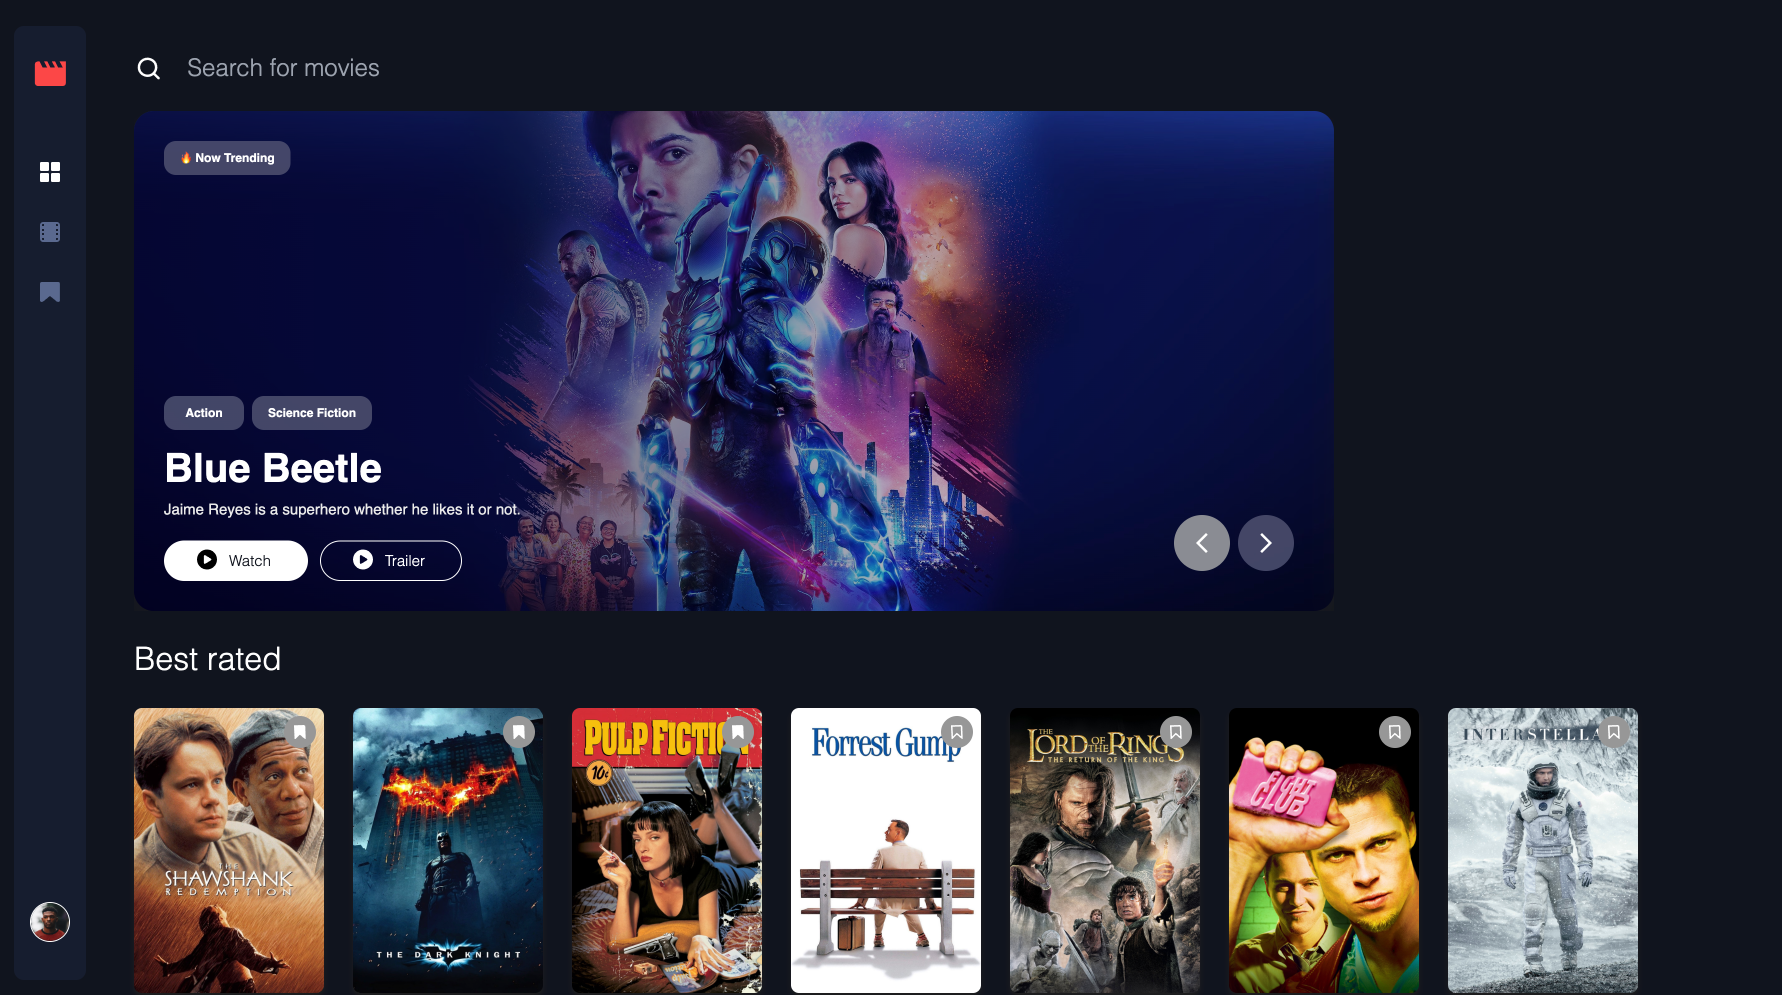 Search for movies
🔥 Now Trending
Action
Science Fiction
Blue Beetle
Jaime Reyes is a superhero whether he likes it or not.
Watch
Trailer
Best rated
THE
SHAWSHANK
REDEMPTION
THE DARK KNIGHT
PULP FICTI
10¢
Forrest Gump
THE
LORD OF THE RINGS
THE RETURN OF THE KING
FIGHT
CLUB
INTERSTELLA